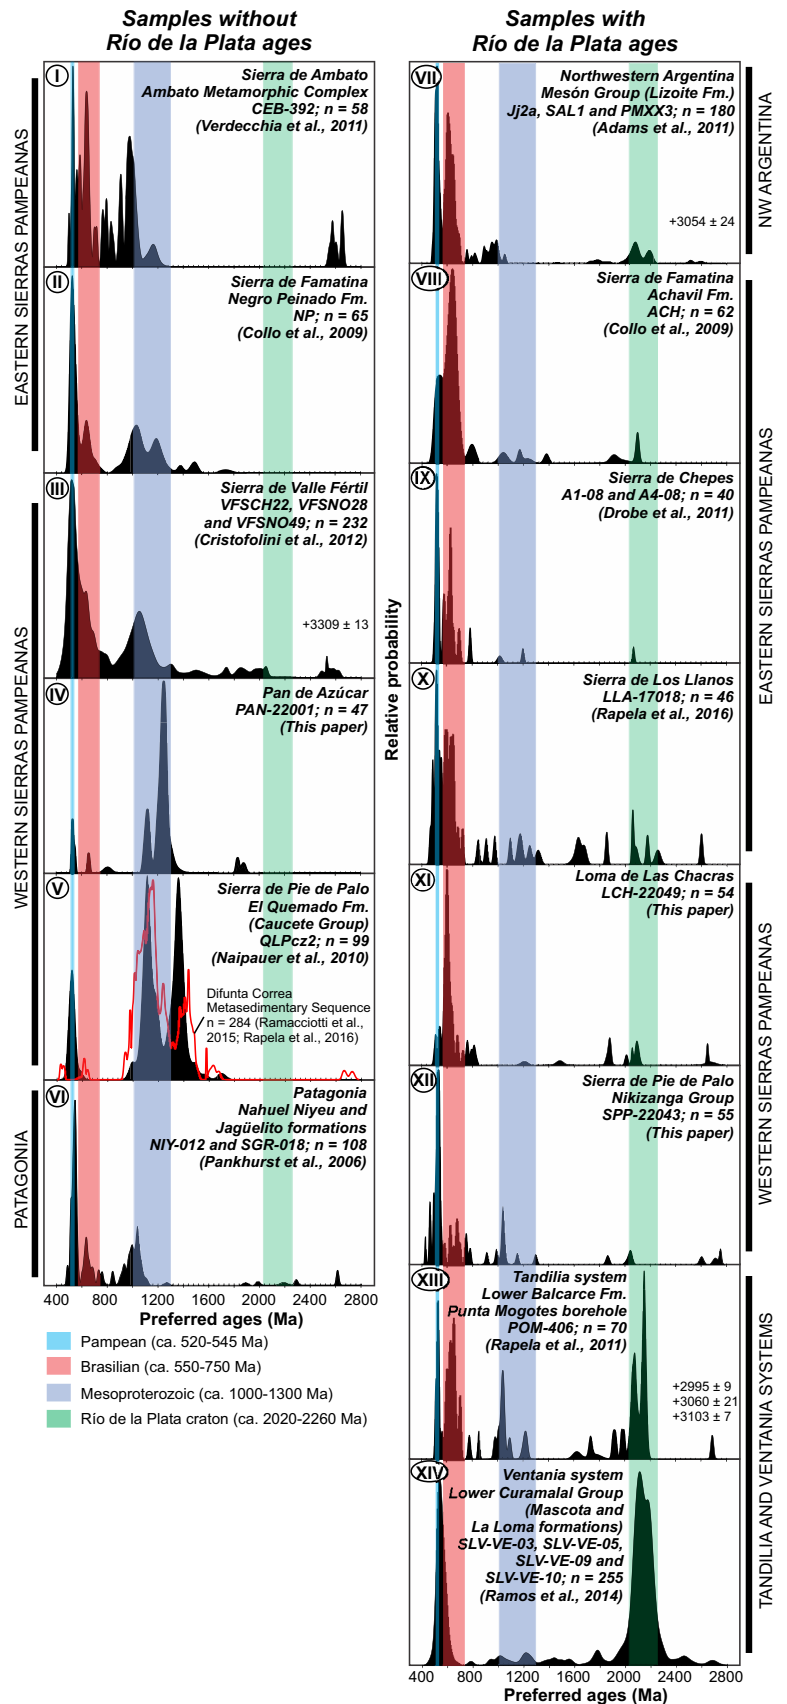 Samples without
Río de la Plata ages
EASTERN SIERRAS PAMPEANAS
I
Sierra de Ambato
Ambato Metamorphic Complex
CEB-392; n = 58
(Verdecchia et al., 2011)
II
Sierra de Famatina
Negro Peinado Fm.
NP; n = 65
(Collo et al., 2009)
WESTERN SIERRAS PAMPEANAS
III
Sierra de Valle Fértil
VFSCH22, VFSNO28
and VFSNO49; n = 232
(Cristofolini et al., 2012)
+3309 ± 13
IV
Pan de Azúcar
PAN-22001; n = 47
(This paper)
V
Sierra de Pie de Palo
El Quemado Fm.
(Caucete Group)
QLPcz2; n = 99
(Naipauer et al., 2010)
Difunta Correa
Metasedimentary Sequence
n = 284 (Ramacciotti et al.,
2015; Rapela et al., 2016)
PATAGONIA
VI
Patagonia
Nahuel Niyeu and
Jagüelito formations
NIY-012 and SGR-018; n = 108
(Pankhurst et al., 2006)
400 800 1200 1600 2000 2400 2800
Preferred ages (Ma)
Pampean (ca. 520-545 Ma)
Brasilian (ca. 550-750 Ma)
Mesoproterozoic (ca. 1000-1300 Ma)
Río de la Plata craton (ca. 2020-2260 Ma)
Relative probability
Samples with
Río de la Plata ages
NW ARGENTINA
VII
Northwestern Argentina
Mesón Group (Lizoite Fm.)
Jj2a, SAL1 and PMXX3; n = 180
(Adams et al., 2011)
+3054 ± 24
EASTERN SIERRAS PAMPEANAS
VIII
Sierra de Famatina
Achavil Fm.
ACH; n = 62
(Collo et al., 2009)
IX
Sierra de Chepes
A1-08 and A4-08; n = 40
(Drobe et al., 2011)
X
Sierra de Los Llanos
LLA-17018; n = 46
(Rapela et al., 2016)
WESTERN SIERRAS PAMPEANAS
XI
Loma de Las Chacras
LCH-22049; n = 54
(This paper)
XII
Sierra de Pie de Palo
Nikizanga Group
SPP-22043; n = 55
(This paper)
TANDILIA AND VENTANIA SYSTEMS
XIII
Tandilia system
Lower Balcarce Fm.
Punta Mogotes borehole
POM-406; n = 70
(Rapela et al., 2011)
+2995 ± 9
+3060 ± 21
+3103 ± 7
XIV
Ventania system
Lower Curamalal Group
(Mascota and
La Loma formations)
SLV-VE-03, SLV-VE-05,
SLV-VE-09 and
SLV-VE-10; n = 255
(Ramos et al., 2014)
400 800 1200 1600 2000 2400 2800
Preferred ages (Ma)